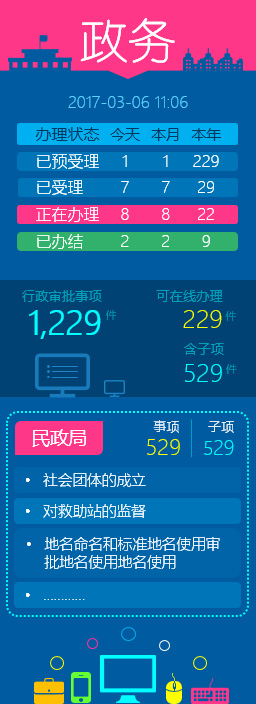 政务
2017-03-06 11:06
办理状态 今天 本月 本年
已预受理 1 1 229
已受理 7 7 29
正在办理 8 8 22
已办结 2 2 9
行政审批事项 可在线办理
1,229 件 229 件
含子项
529 件
民政局 事项 子项
529 529
• 社会团体的成立
• 对救助站的监督
• 地名命名和标准地名使用审
批地名使用地名使用
• …………